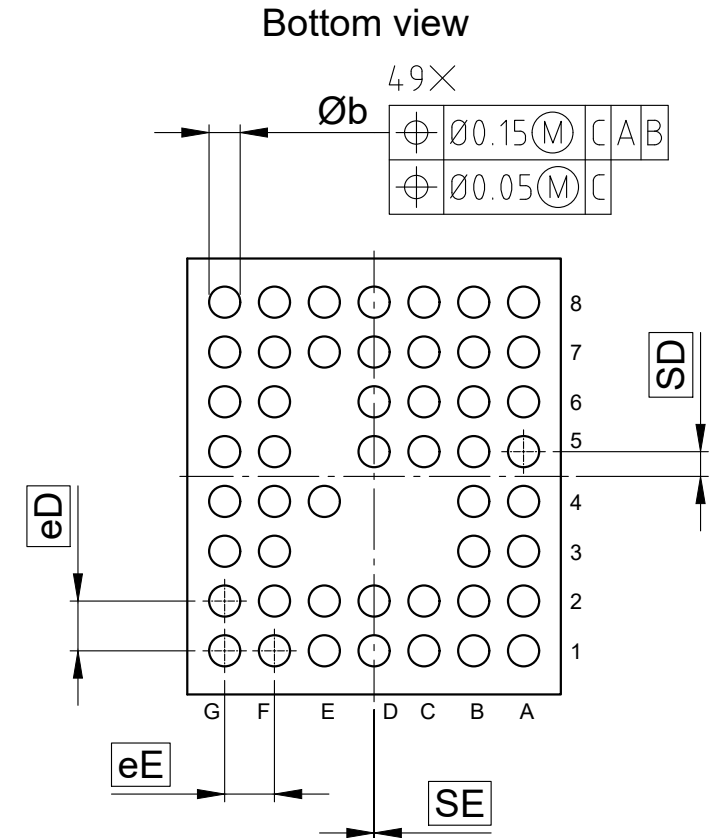 Bottom view
49×
Øb
⌖ Ø0.15Ⓜ C A B
⌖ Ø0.05Ⓜ C
8
7
SD
6
5
4
eD
3
2
1
G F E D C B A
eE
SE